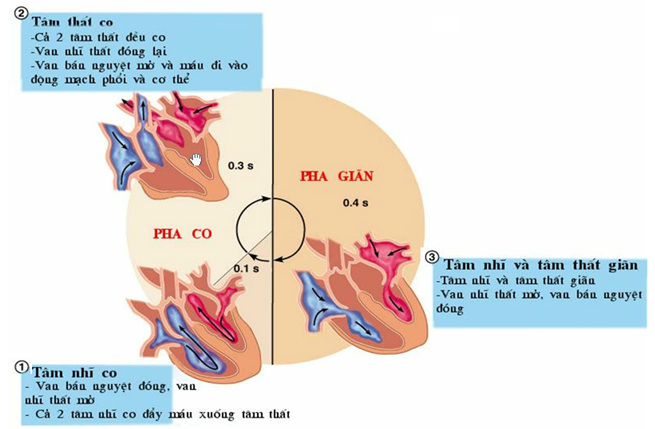 ② Tâm thất co
-Cả 2 tâm thất đều co
-Van nhĩ thất đóng lại
-Van bán nguyệt mở và máu đi vào
động mạch phổi và cơ thể
0.3 s
PHA GIÃN
0.4 s
PHA CO
0.1 s
③ Tâm nhĩ và tâm thất giãn
-Tâm nhĩ và tâm thất giãn
-Van nhĩ thất mở, van bán nguyệt
đóng
① Tâm nhĩ co
- Van bán nguyệt đóng, van
nhĩ thất mở
- Cả 2 tâm nhĩ co đẩy máu xuống tâm thất